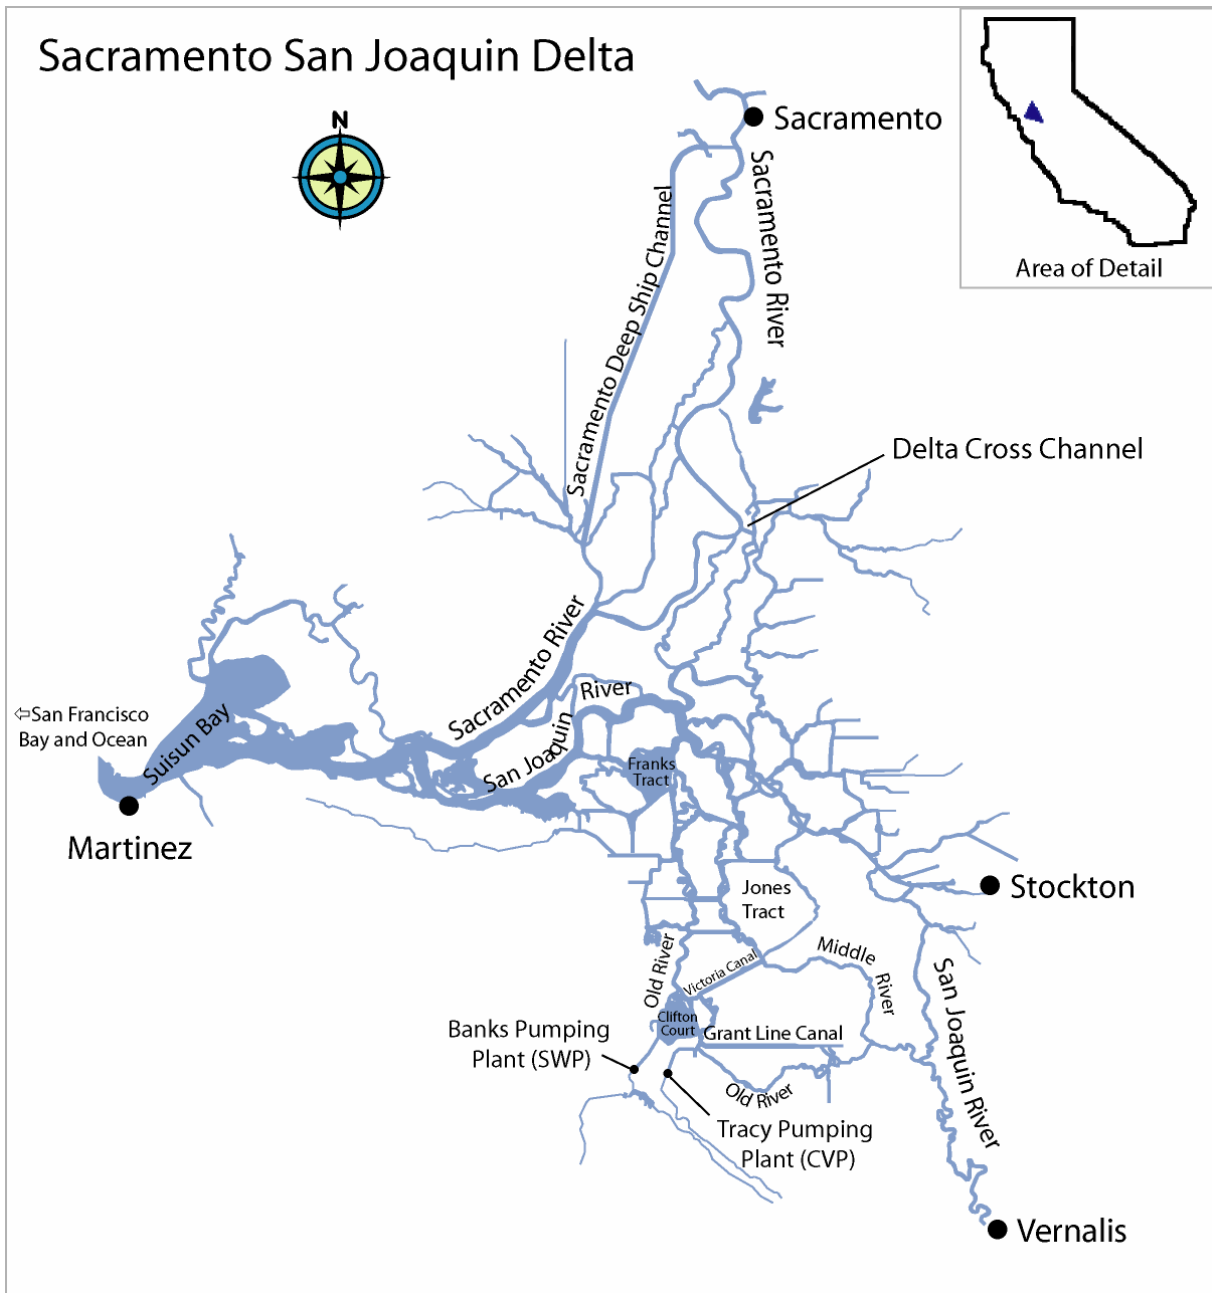 Sacramento San Joaquin Delta
N
Sacramento
Area of Detail
Sacramento River
Sacramento Deep Ship Channel
Delta Cross Channel
Sacramento River
River
San Joaquin
⇦San Francisco
Bay and Ocean
Suisun Bay
Franks
Tract
Martinez
Jones
Tract
Stockton
Middle
River
Old River
Victoria Canal
San Joaquin River
Clifton
Court
Grant Line Canal
Banks Pumping
Plant (SWP)
Old River
Tracy Pumping
Plant (CVP)
Vernalis